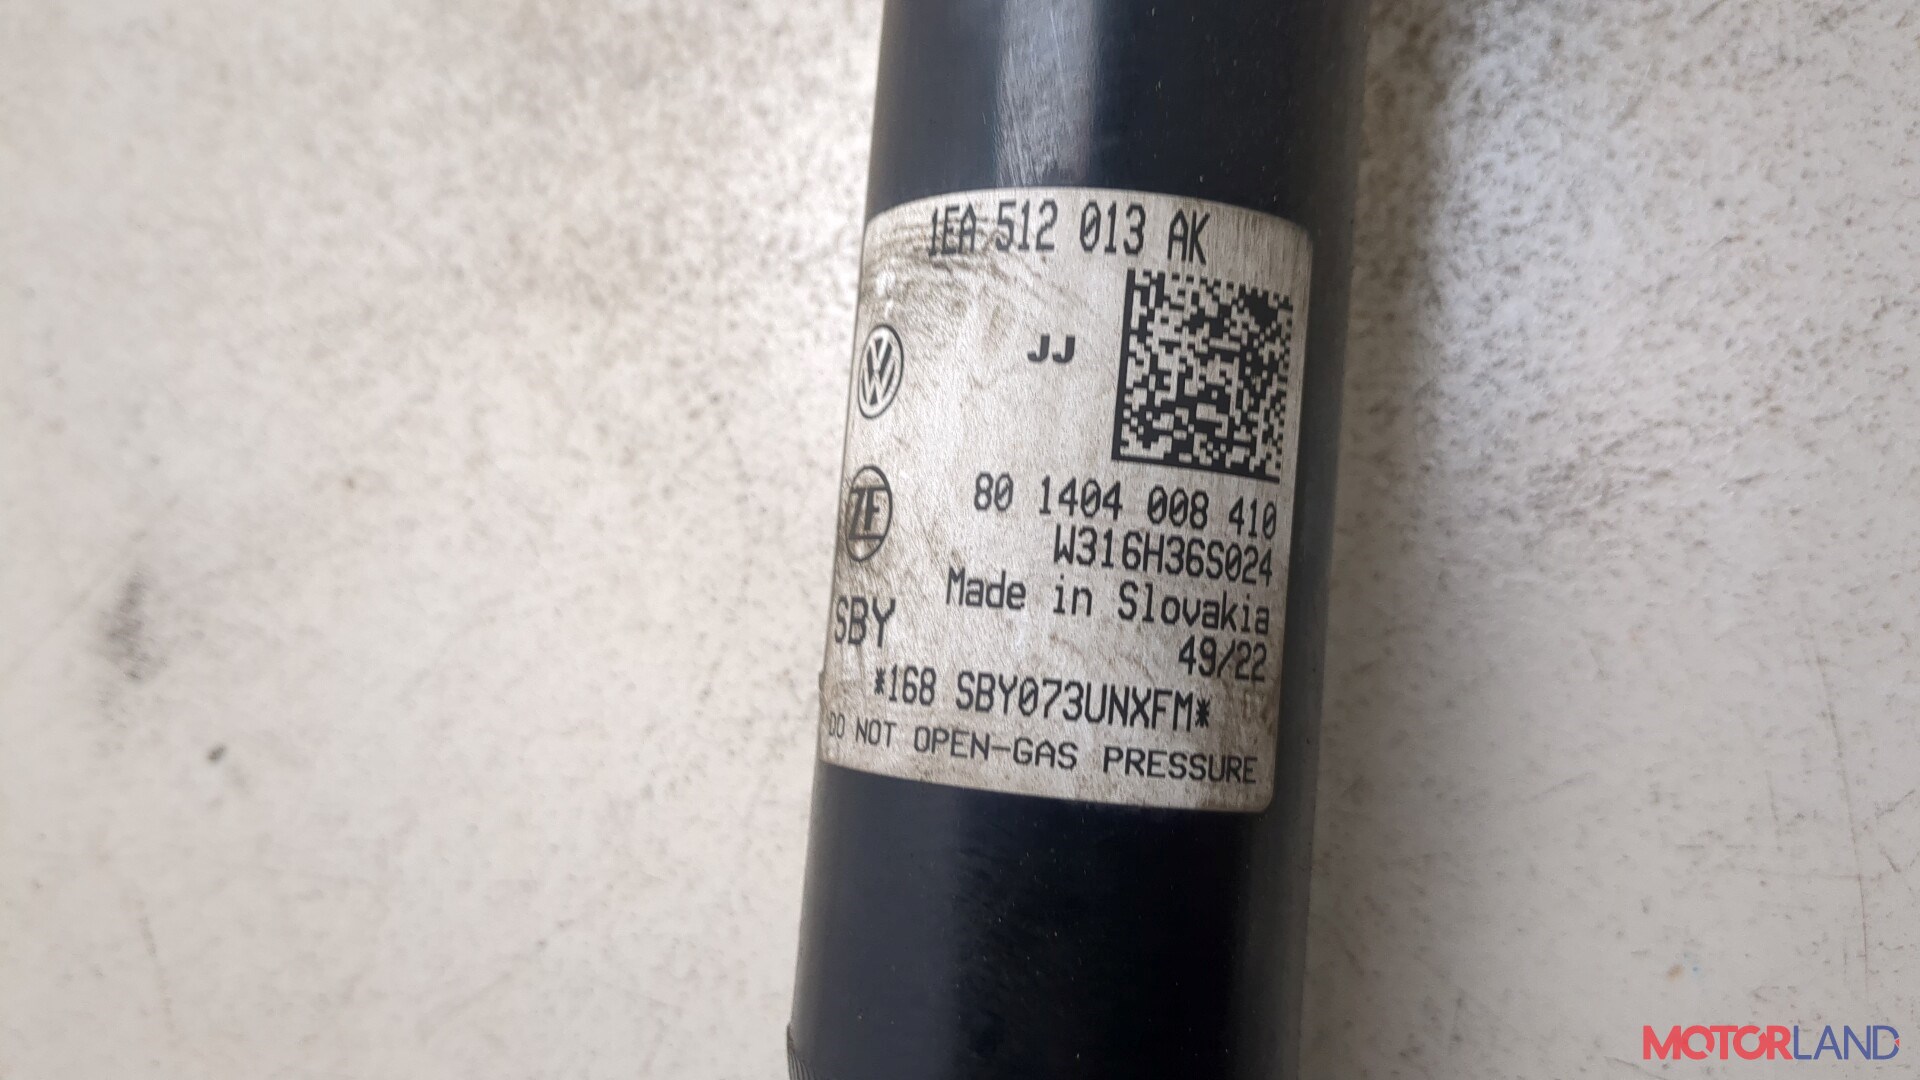 1EA 512 013 AK
JJ
80 1404 008 410
ZF
W316H36S024
Made in Slovakia
SBY
49/22
*168 SBY073UNXFM*
DO NOT OPEN-GAS PRESSURE
MOTORLAND